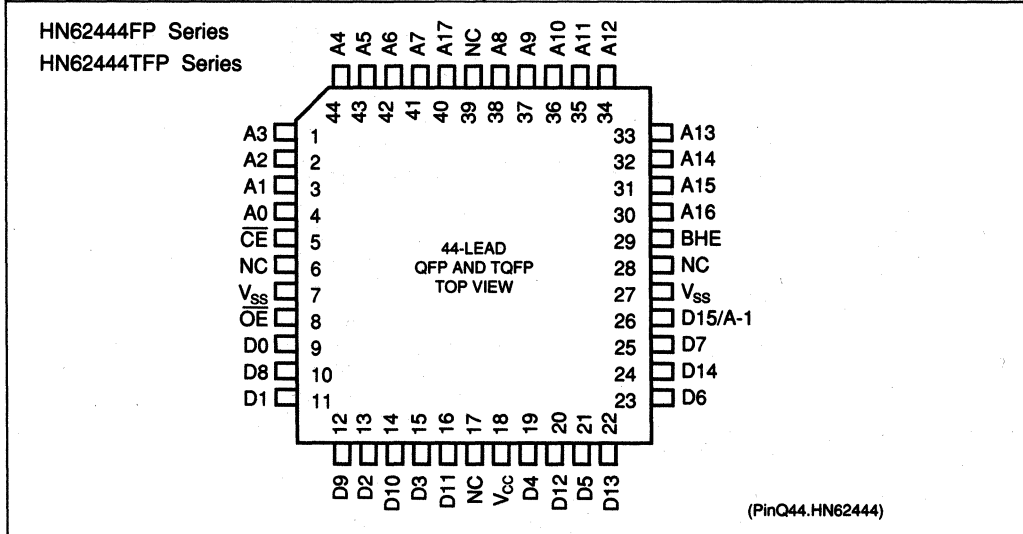 HN62444FP Series
HN62444TFP Series
A4 A5 A6 A7 A17 NC A8 A9 A10 A11 A12
44 43 42 41 40 39 38 37 36 35 34
A3 1
A2 2
A1 3
A0 4
C̅E̅ 5
NC 6
VSS 7
O̅E̅ 8
D0 9
D8 10
D1 11
44-LEAD
QFP AND TQFP
TOP VIEW
33 A13
32 A14
31 A15
30 A16
29 BHE
28 NC
27 VSS
26 D15/A-1
25 D7
24 D14
23 D6
12 13 14 15 16 17 18 19 20 21 22
D9 D2 D10 D3 D11 NC VCC D4 D12 D5 D13
(PinQ44.HN62444)